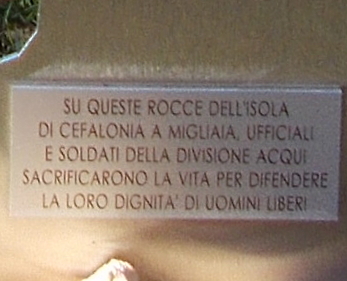 SU QUESTE ROCCE DELL'ISOLA
DI CEFALONIA A MIGLIAIA, UFFICIALI
E SOLDATI DELLA DIVISIONE ACQUI
SACRIFICARONO LA VITA PER DIFENDERE
LA LORO DIGNITA' DI UOMINI LIBERI